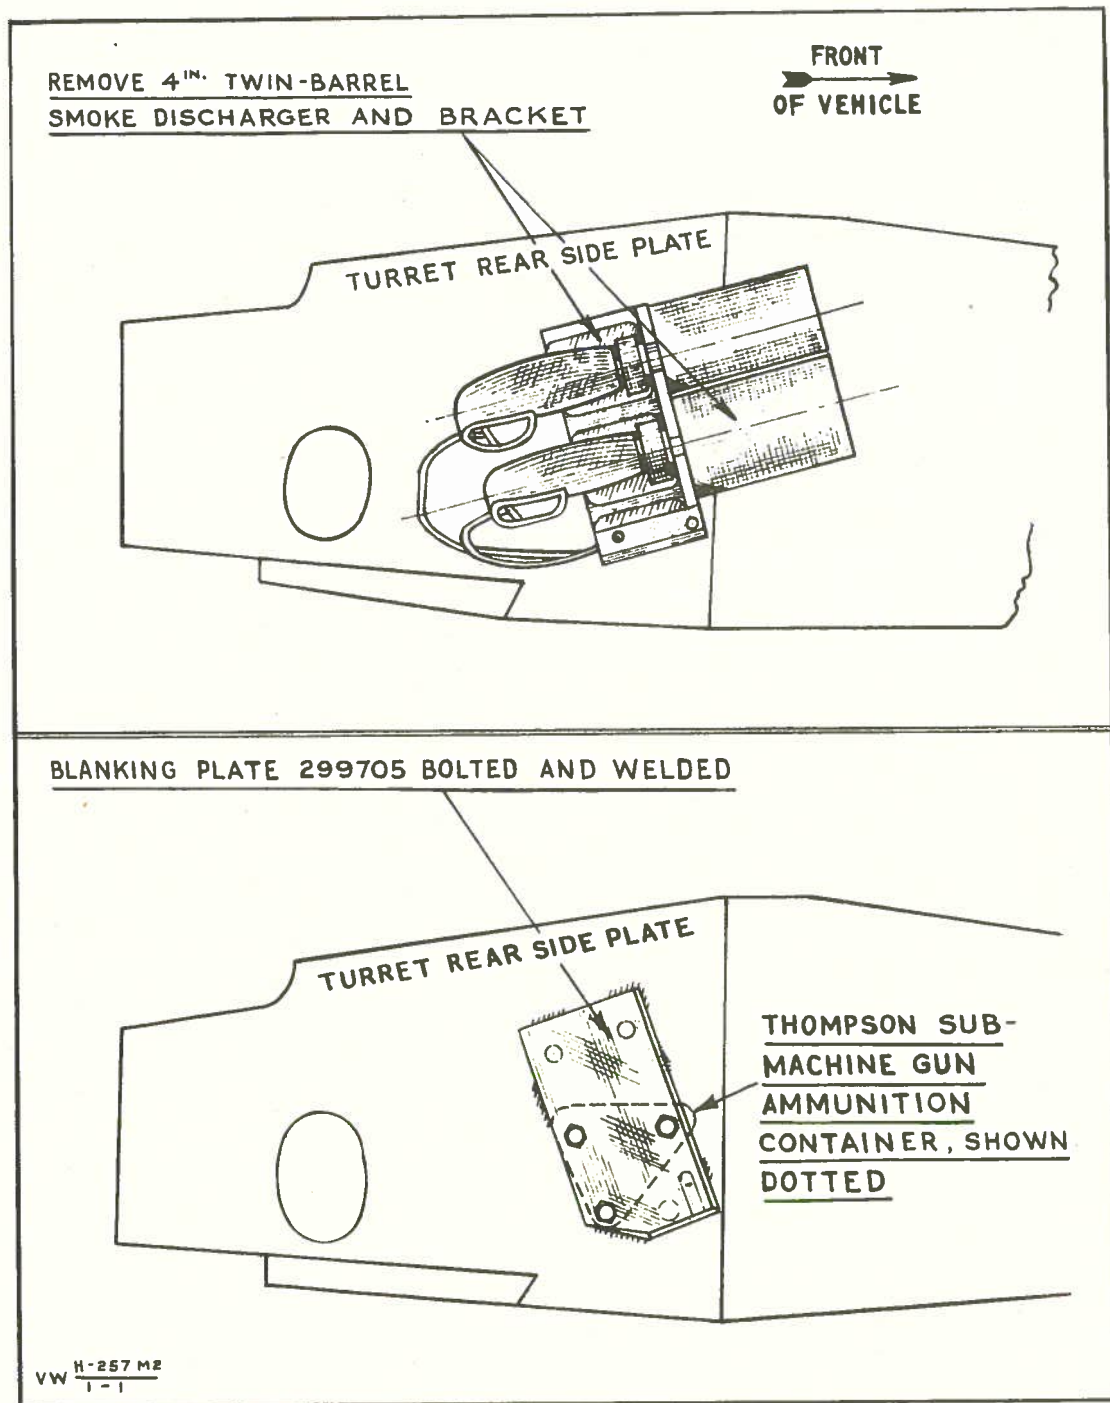 REMOVE 4IN. TWIN-BARREL
SMOKE DISCHARGER AND BRACKET
FRONT
OF VEHICLE
TURRET REAR SIDE PLATE
BLANKING PLATE 299705 BOLTED AND WELDED
TURRET REAR SIDE PLATE
THOMPSON SUB-
MACHINE GUN
AMMUNITION
CONTAINER, SHOWN
DOTTED
VW H-257 M2
1-1